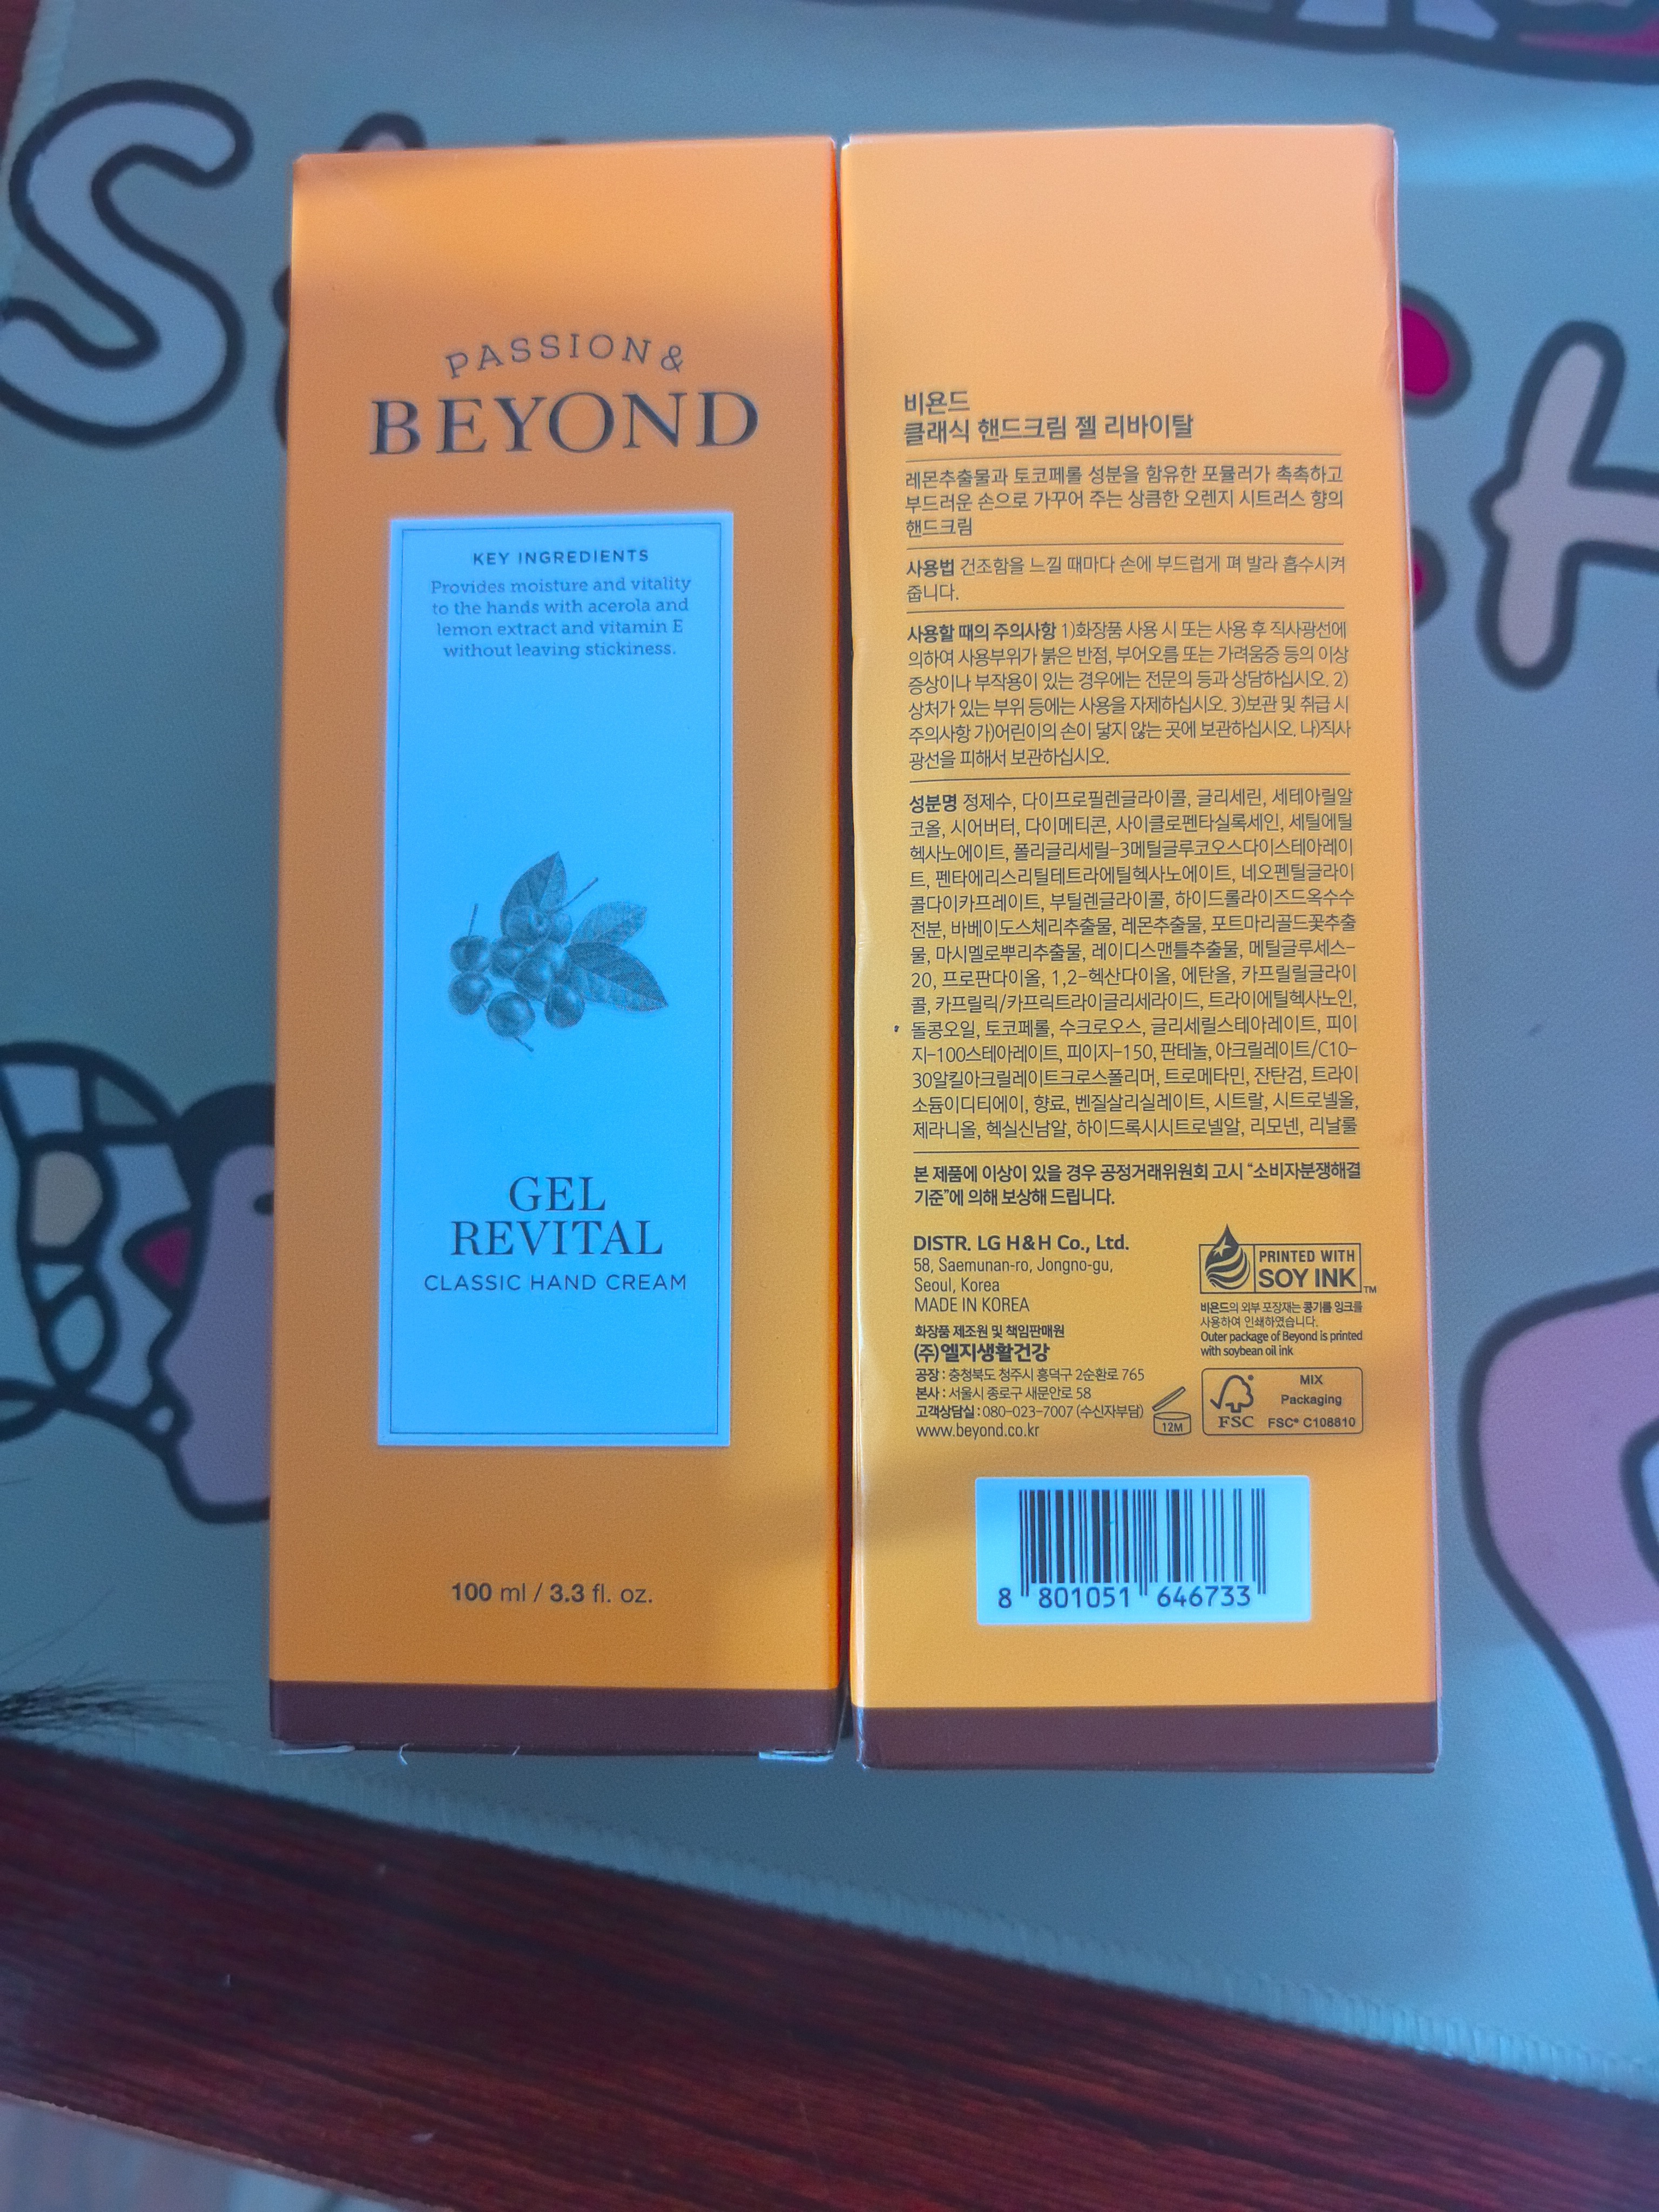 PASSION &
BEYOND
KEY INGREDIENTS
Provides moisture and vitality
to the hands with acerola and
lemon extract and vitamin E
without leaving stickiness.
GEL
REVITAL
CLASSIC HAND CREAM
100 ml / 3.3 fl. oz.
비욘드
클래식 핸드크림 젤 리바이탈
레몬추출물과 토코페롤 성분을 함유한 포뮬러가 촉촉하고
부드러운 손으로 가꾸어 주는 상큼한 오렌지 시트러스 향의
핸드크림
사용법 건조함을 느낄 때마다 손에 부드럽게 펴 발라 흡수시켜
줍니다.
사용할 때의 주의사항 1)화장품 사용 시 또는 사용 후 직사광선에
의하여 사용부위가 붉은 반점, 부어오름 또는 가려움증 등의 이상
증상이나 부작용이 있는 경우에는 전문의 등과 상담하십시오. 2)
상처가 있는 부위 등에는 사용을 자제하십시오. 3)보관 및 취급 시
주의사항 가)어린이의 손이 닿지 않는 곳에 보관하십시오. 나)직사
광선을 피해서 보관하십시오.
성분명 정제수, 다이프로필렌글라이콜, 글리세린, 세테아릴알
코올, 시어버터, 다이메티콘, 사이클로펜타실록세인, 세틸에틸
헥사노에이트, 폴리글리세릴-3메틸글루코오스다이스테아레이
트, 펜타에리스리틸테트라에틸헥사노에이트, 네오펜틸글라이
콜다이카프레이트, 부틸렌글라이콜, 하이드롤라이즈드옥수수
전분, 바베이도스체리추출물, 레몬추출물, 포트마리골드꽃추출
물, 마시멜로뿌리추출물, 레이디스맨틀추출물, 메틸글루세스-
20, 프로판다이올, 1,2-헥산다이올, 에탄올, 카프릴릴글라이
콜, 카프릴릭/카프릭트라이글리세라이드, 트라이에틸헥사노인,
돌콩오일, 토코페롤, 수크로오스, 글리세릴스테아레이트, 피이
지-100스테아레이트, 피이지-150, 판테놀, 아크릴레이트/C10-
30알킬아크릴레이트크로스폴리머, 트로메타민, 잔탄검, 트라이
소듐이디티에이, 향료, 벤질살리실레이트, 시트랄, 시트로넬올,
제라니올, 헥실신남알, 하이드록시시트로넬알, 리모넨, 리날룰
본 제품에 이상이 있을 경우 공정거래위원회 고시 “소비자분쟁해결
기준”에 의해 보상해 드립니다.
DISTR. LG H&H Co., Ltd.
58, Saemunan-ro, Jongno-gu,
Seoul, Korea
MADE IN KOREA
화장품 제조원 및 책임판매원
(주)엘지생활건강
공장 : 충청북도 청주시 흥덕구 2순환로 765
본사 : 서울시 종로구 새문안로 58
고객상담실 : 080-023-7007 (수신자부담)
www.beyond.co.kr
12M
PRINTED WITH
SOY INK™
비욘드의 외부 포장재는 콩기름 잉크를
사용하여 인쇄하였습니다.
Outer package of Beyond is printed
with soybean oil ink
FSC
MIX
Packaging
FSC® C108810
8 801051 646733